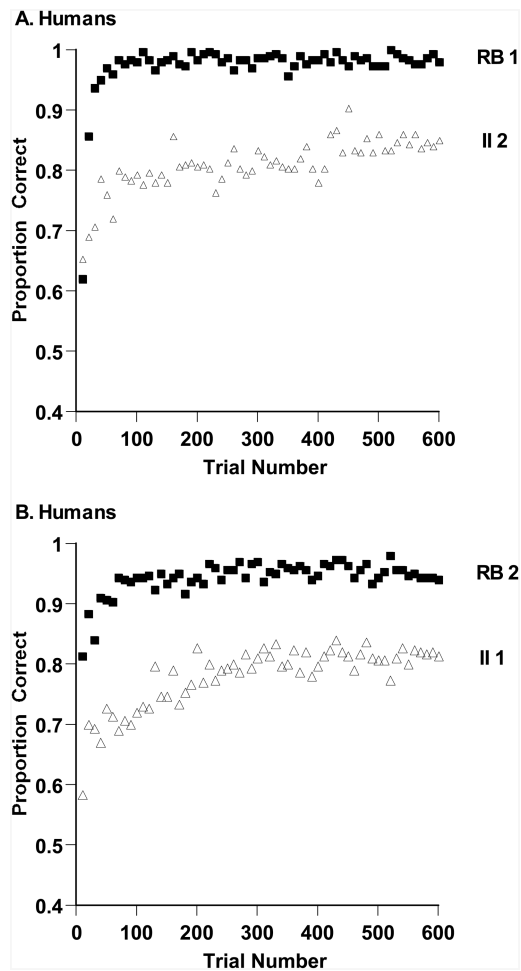 A. Humans
1
RB 1
0.9
II 2
0.8
0.7
0.6
0.5
0.4
Proportion Correct
0 100 200 300 400 500 600
Trial Number
B. Humans
1
RB 2
0.9
0.8
II 1
0.7
0.6
0.5
0.4
Proportion Correct
0 100 200 300 400 500 600
Trial Number